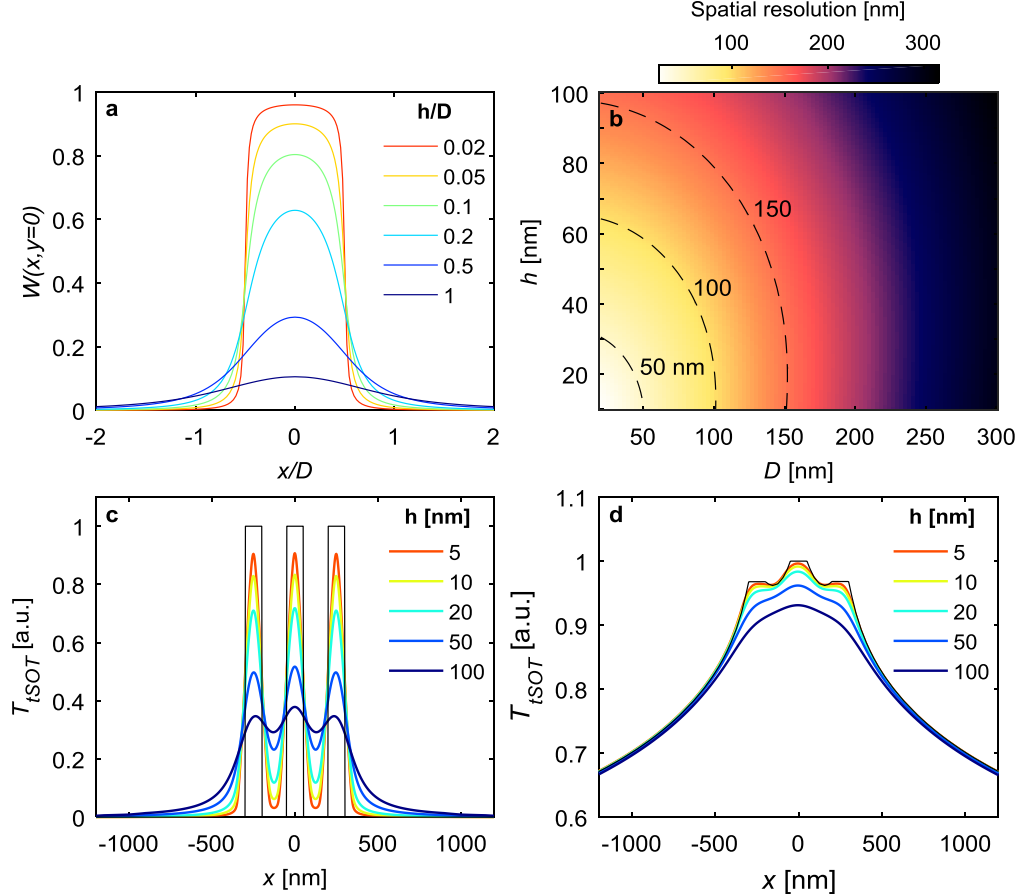 Spatial resolution [nm]
100 200 300
a
h/D
0.02
0.05
0.1
0.2
0.5
1
W(x,y=0)
1
0.8
0.6
0.4
0.2
0
-2 -1 0 1 2
x/D
b
150
100
50 nm
h [nm]
100
80
60
40
20
50 100 150 200 250 300
D [nm]
c
h [nm]
5
10
20
50
100
T_tSOT [a.u.]
1
0.8
0.6
0.4
0.2
0
-1000 -500 0 500 1000
x [nm]
d
h [nm]
5
10
20
50
100
T_tSOT [a.u.]
1.1
1
0.9
0.8
0.7
0.6
-1000 -500 0 500 1000
x [nm]